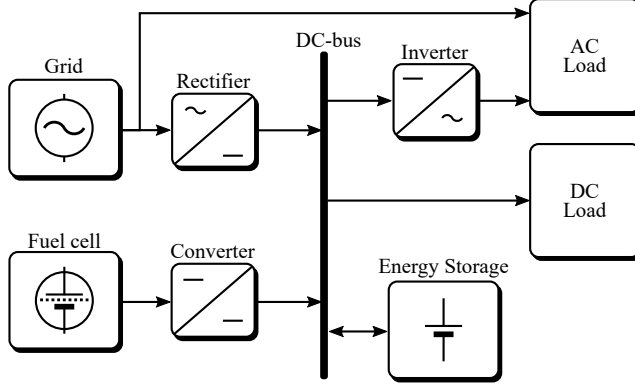 DC-bus
Inverter
AC
Load
Grid
Rectifier
DC
Load
Fuel cell
Converter
Energy Storage